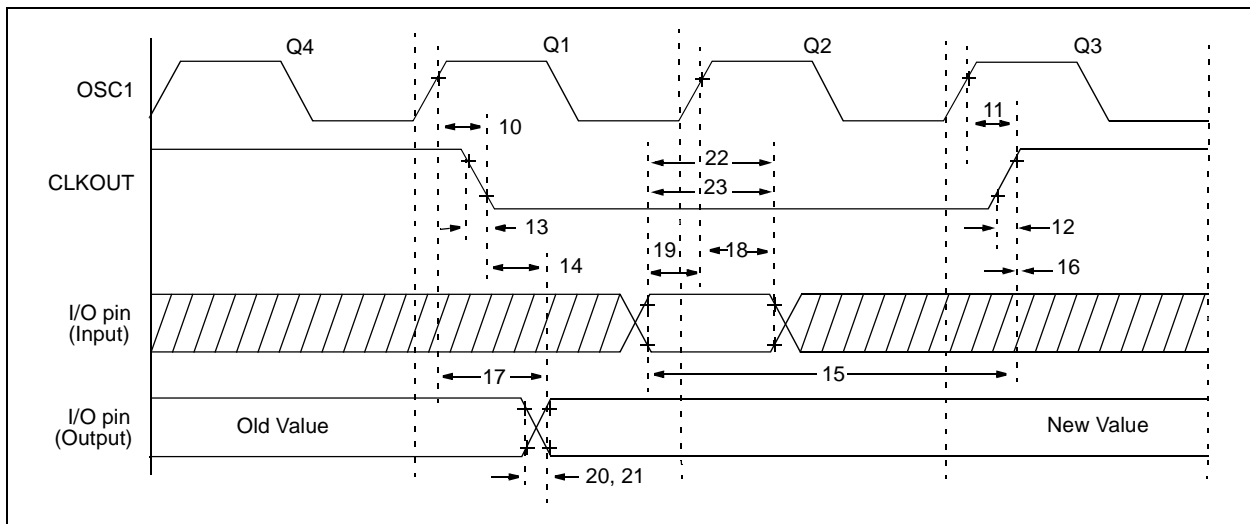 Q4 Q1 Q2 Q3
OSC1
10 11
22
CLKOUT
23
13 12
19 18
14 16
I/O pin
(Input)
17 15
I/O pin
(Output)
Old Value New Value
20, 21